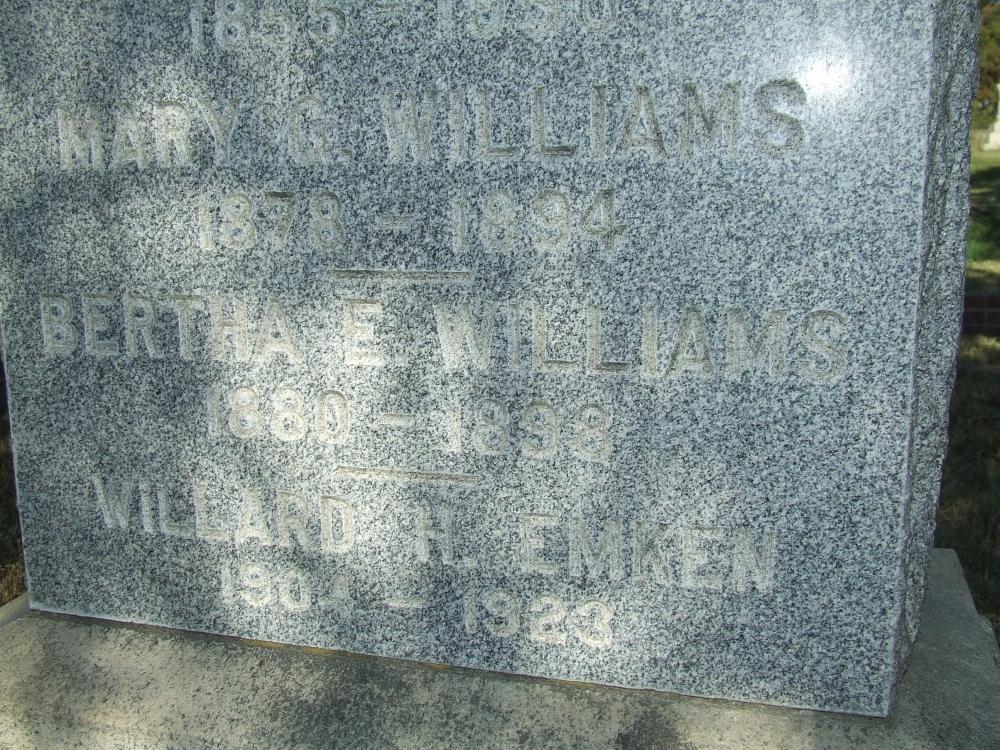 MARY G. WILLIAMS
1878 - 1894
BERTHA E. WILLIAMS
1880 - 1898
WILLARD H. EMKEN
1904 - 1923